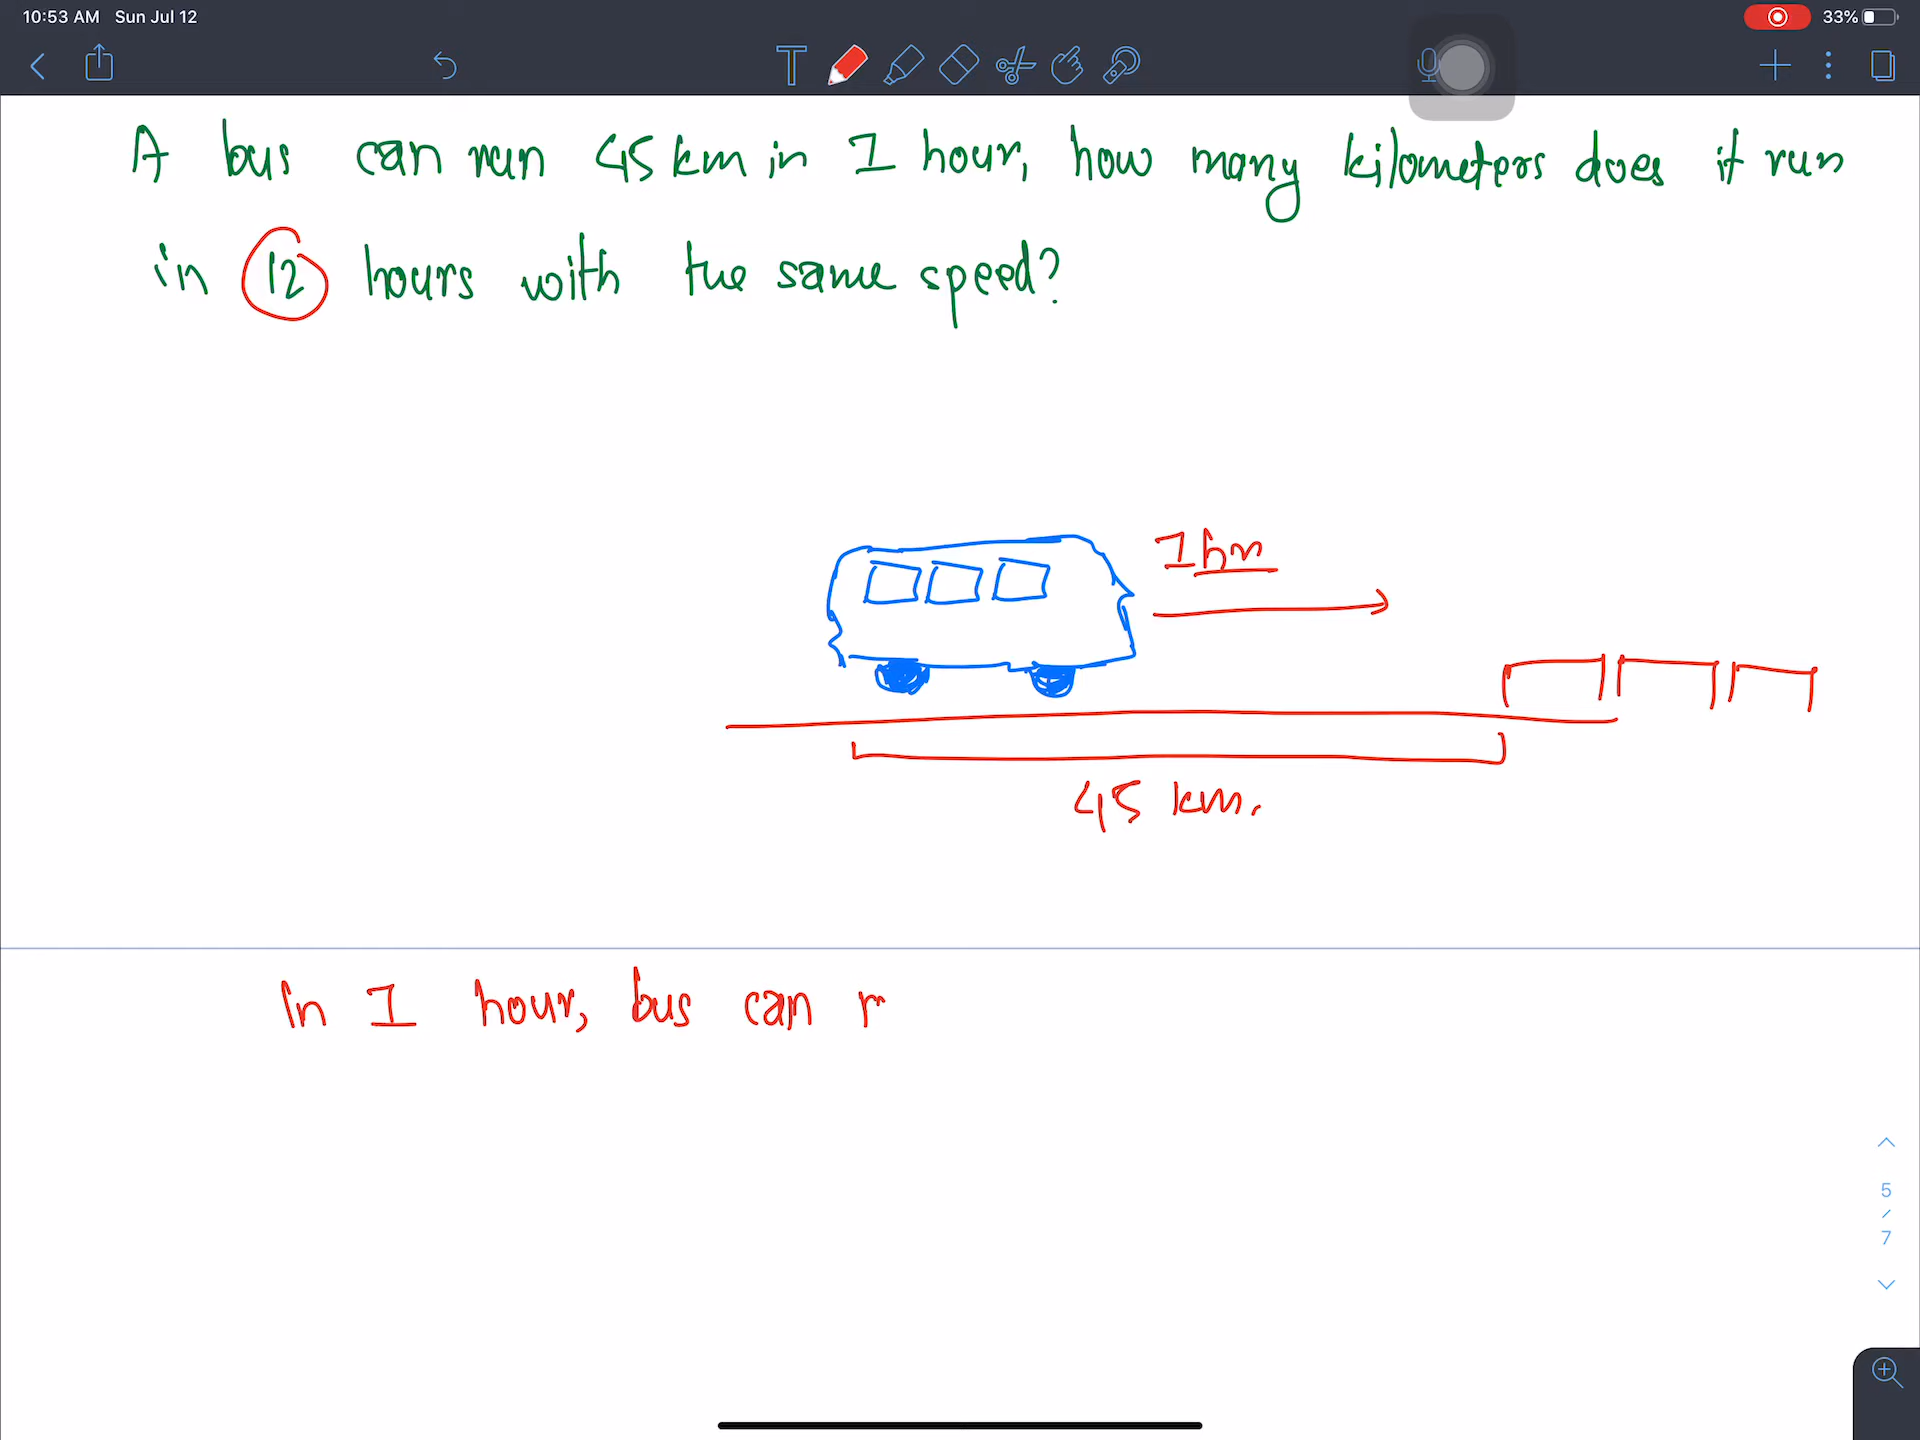 10:53 AM Sun Jul 12
33%
A bus can run 45 km in 1 hour, how many kilometers does it run
in 12 hours with the same speed?
1 hr
45 km.
In 1 hour, bus can r
5
/
7